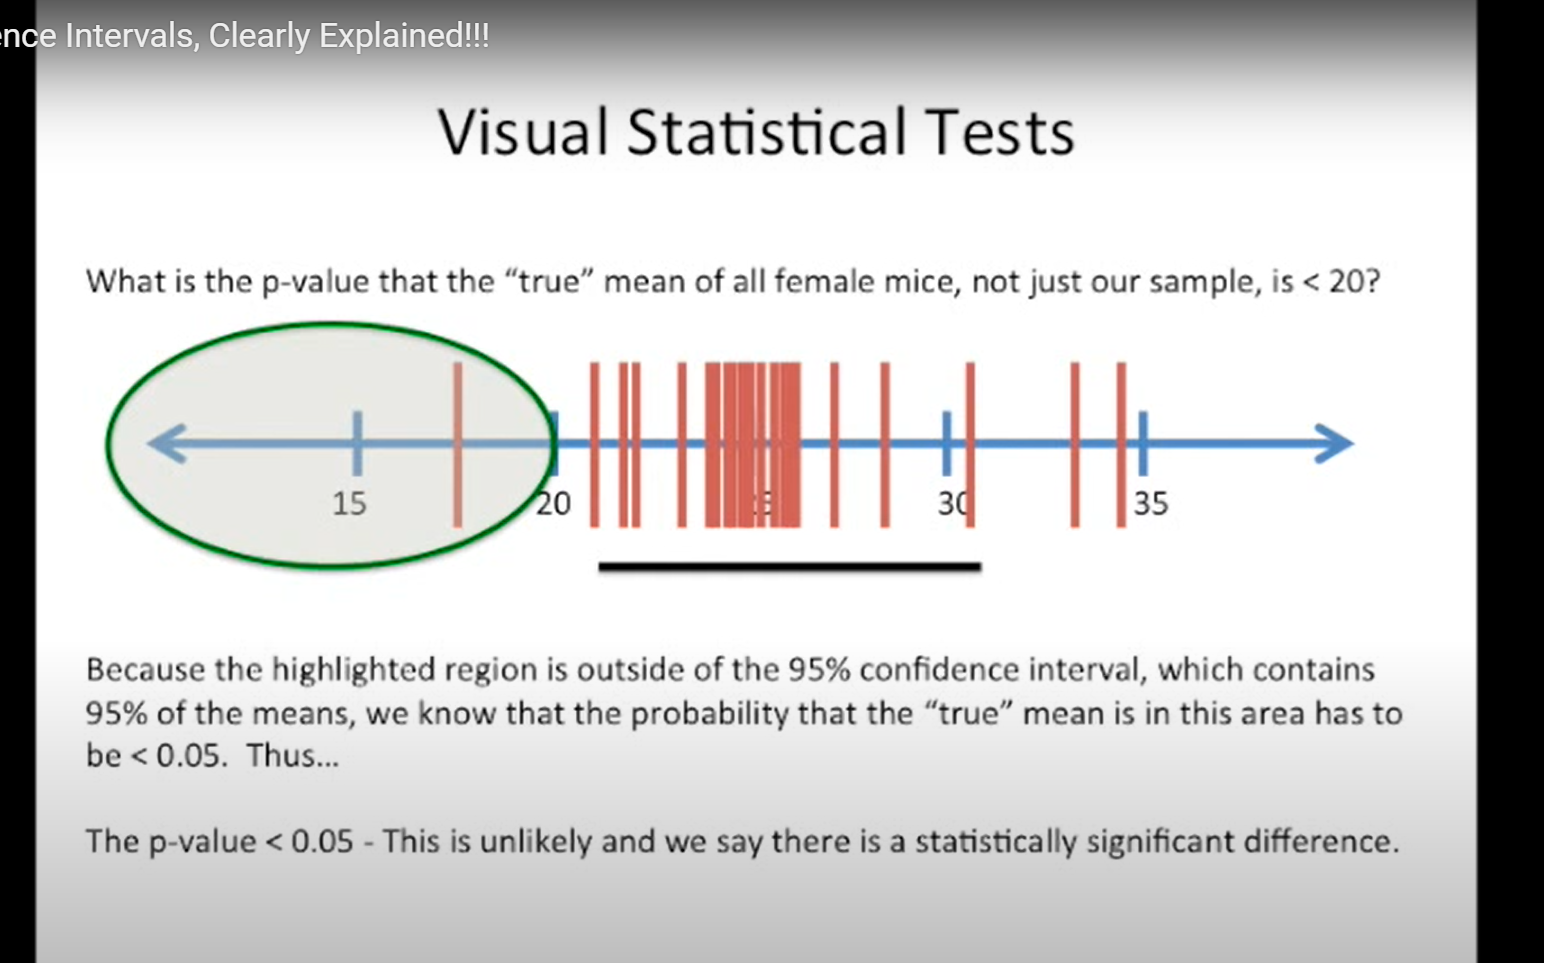 ence Intervals, Clearly Explained!!!
Visual Statistical Tests
What is the p-value that the “true” mean of all female mice, not just our sample, is < 20?
15 20 30 35
Because the highlighted region is outside of the 95% confidence interval, which contains
95% of the means, we know that the probability that the “true” mean is in this area has to
be < 0.05. Thus...
The p-value < 0.05 - This is unlikely and we say there is a statistically significant difference.